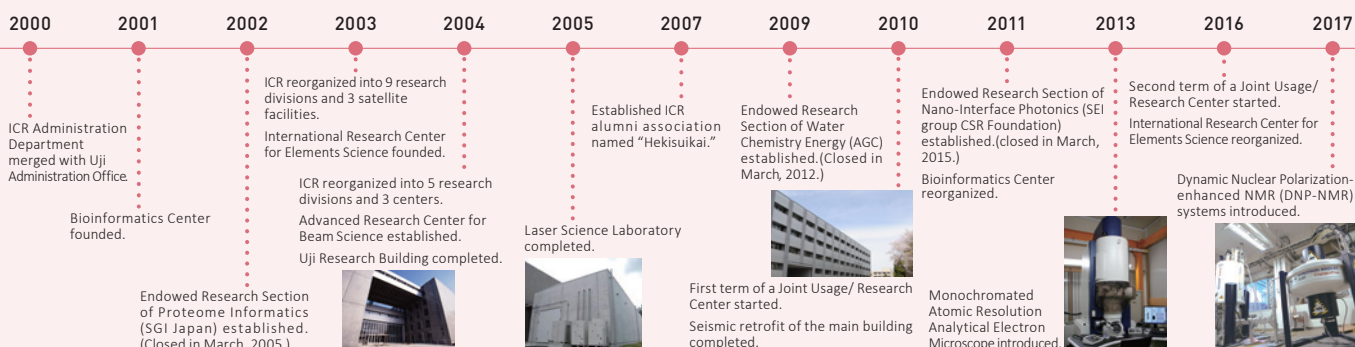 2000 2001 2002 2003 2004 2005 2007 2009 2010 2011 2013 2016 2017
ICR Administration
Department
merged with Uji
Administration Office.
Bioinformatics Center
founded.
Endowed Research Section
of Proteome Informatics
(SGI Japan) established.
(Closed in March, 2005.)
ICR reorganized into 9 research
divisions and 3 satellite
facilities.
International Research Center
for Elements Science founded.
ICR reorganized into 5 research
divisions and 3 centers.
Advanced Research Center for
Beam Science established.
Uji Research Building completed.
Laser Science Laboratory
completed.
Established ICR
alumni association
named “Hekisuikai.”
Endowed Research
Section of Water
Chemistry Energy (AGC)
established.(Closed in
March, 2012.)
First term of a Joint Usage/ Research
Center started.
Seismic retrofit of the main building
completed.
Endowed Research Section of
Nano-Interface Photonics (SEI
group CSR Foundation)
established.(closed in March,
2015.)
Bioinformatics Center
reorganized.
Monochromated
Atomic Resolution
Analytical Electron
Microscope introduced.
Second term of a Joint Usage/
Research Center started.
International Research Center for
Elements Science reorganized.
Dynamic Nuclear Polarization-
enhanced NMR (DNP-NMR)
systems introduced.